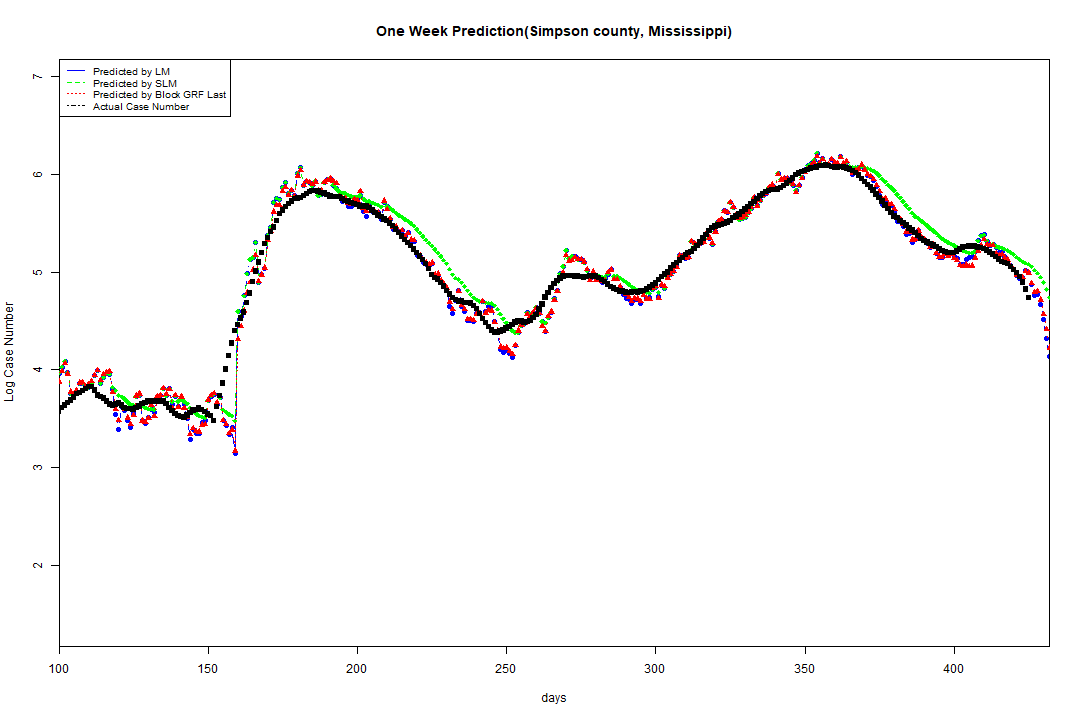 One Week Prediction(Simpson county, Mississippi)
Predicted by LM
Predicted by SLM
Predicted by Block GRF Last
Actual Case Number
7
6
5
4
3
2
Log Case Number
100 150 200 250 300 350 400
days